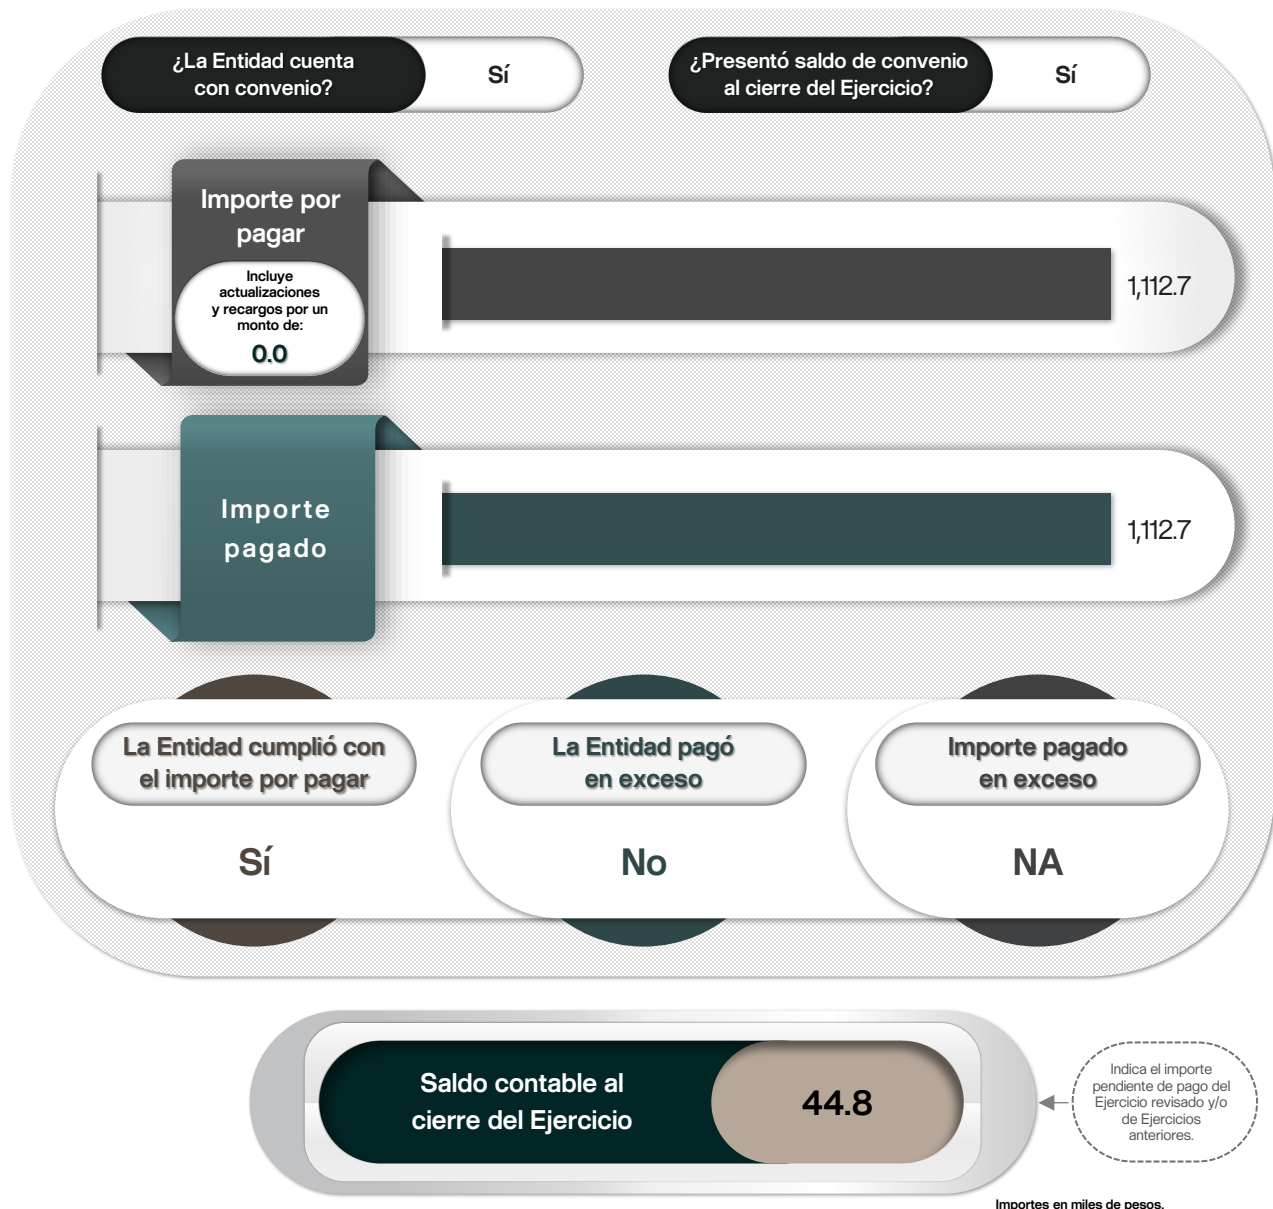 ¿La Entidad cuenta
con convenio?
Sí
¿Presentó saldo de convenio
al cierre del Ejercicio?
Sí
Importe por
pagar
Incluye
actualizaciones
y recargos por un
monto de:
0.0
1,112.7
Importe
pagado
1,112.7
La Entidad cumplió con
el importe por pagar
Sí
La Entidad pagó
en exceso
No
Importe pagado
en exceso
NA
Saldo contable al
cierre del Ejercicio
44.8
Indica el importe
pendiente de pago del
Ejercicio revisado y/o
de Ejercicios
anteriores.
Importes en miles de pesos.